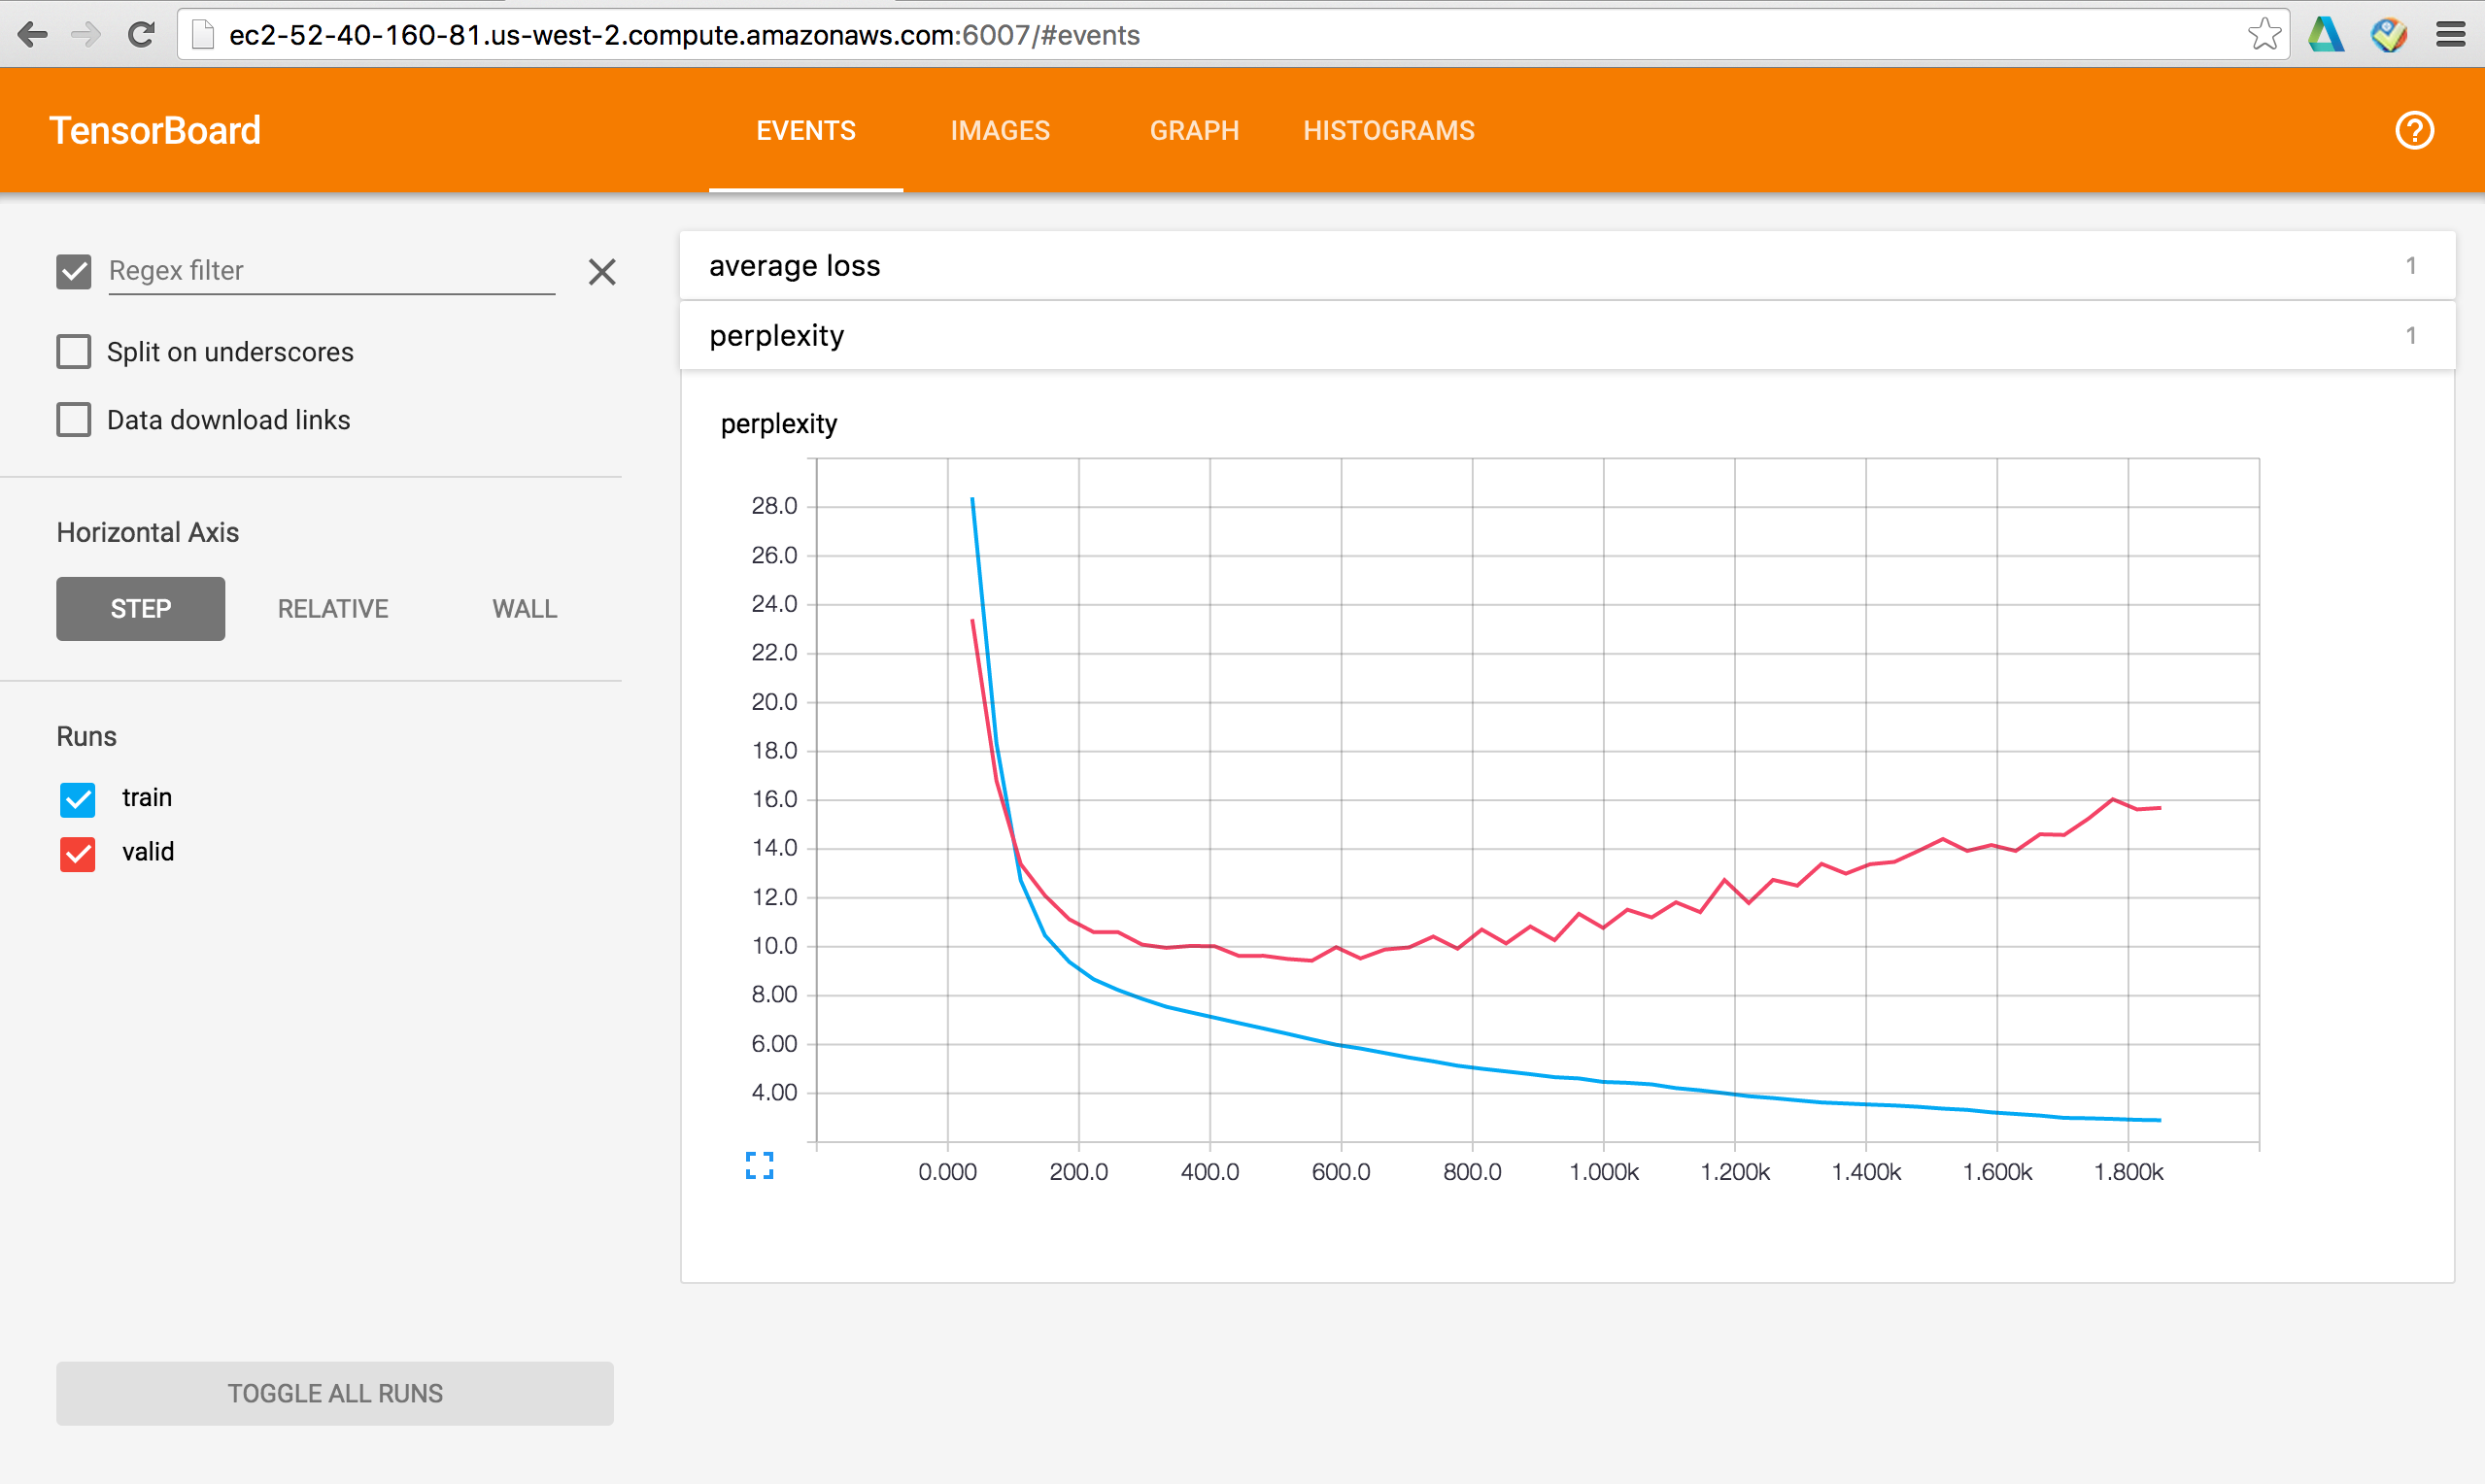 ec2-52-40-160-81.us-west-2.compute.amazonaws.com:6007/#events
TensorBoard
EVENTS IMAGES GRAPH HISTOGRAMS
?
Regex filter
Split on underscores
Data download links
Horizontal Axis
STEP RELATIVE WALL
Runs
train
valid
TOGGLE ALL RUNS
average loss 1
perplexity 1
perplexity
28.0
26.0
24.0
22.0
20.0
18.0
16.0
14.0
12.0
10.0
8.00
6.00
4.00
0.000 200.0 400.0 600.0 800.0 1.000k 1.200k 1.400k 1.600k 1.800k